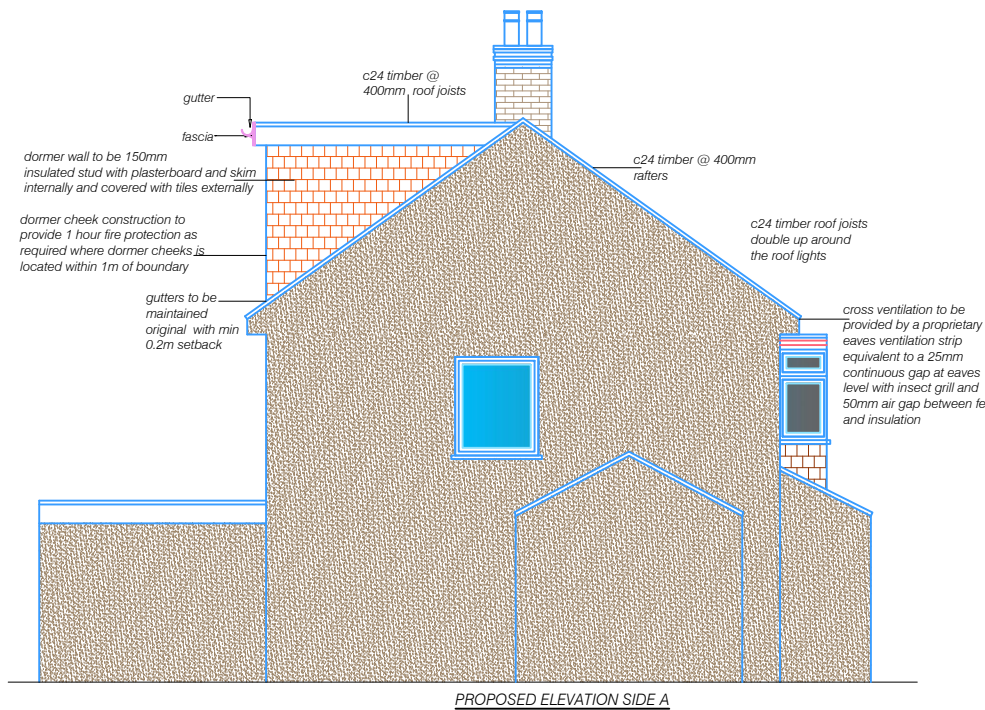 c24 timber @
400mm  roof joists
gutter
fascia
dormer wall to be 150mm
insulated stud with plasterboard and skim
internally and covered with tiles externally
c24 timber @ 400mm
rafters
dormer cheek construction to
provide 1 hour fire protection as
required where dormer cheeks is
located within 1m of boundary
c24 timber roof joists
double up around
the roof lights
gutters to be
maintained
original  with min
0.2m setback
cross ventilation to be
provided by a proprietary
eaves ventilation strip
equivalent to a 25mm
continuous gap at eaves
level with insect grill and
50mm air gap between fe
and insulation
PROPOSED ELEVATION SIDE A